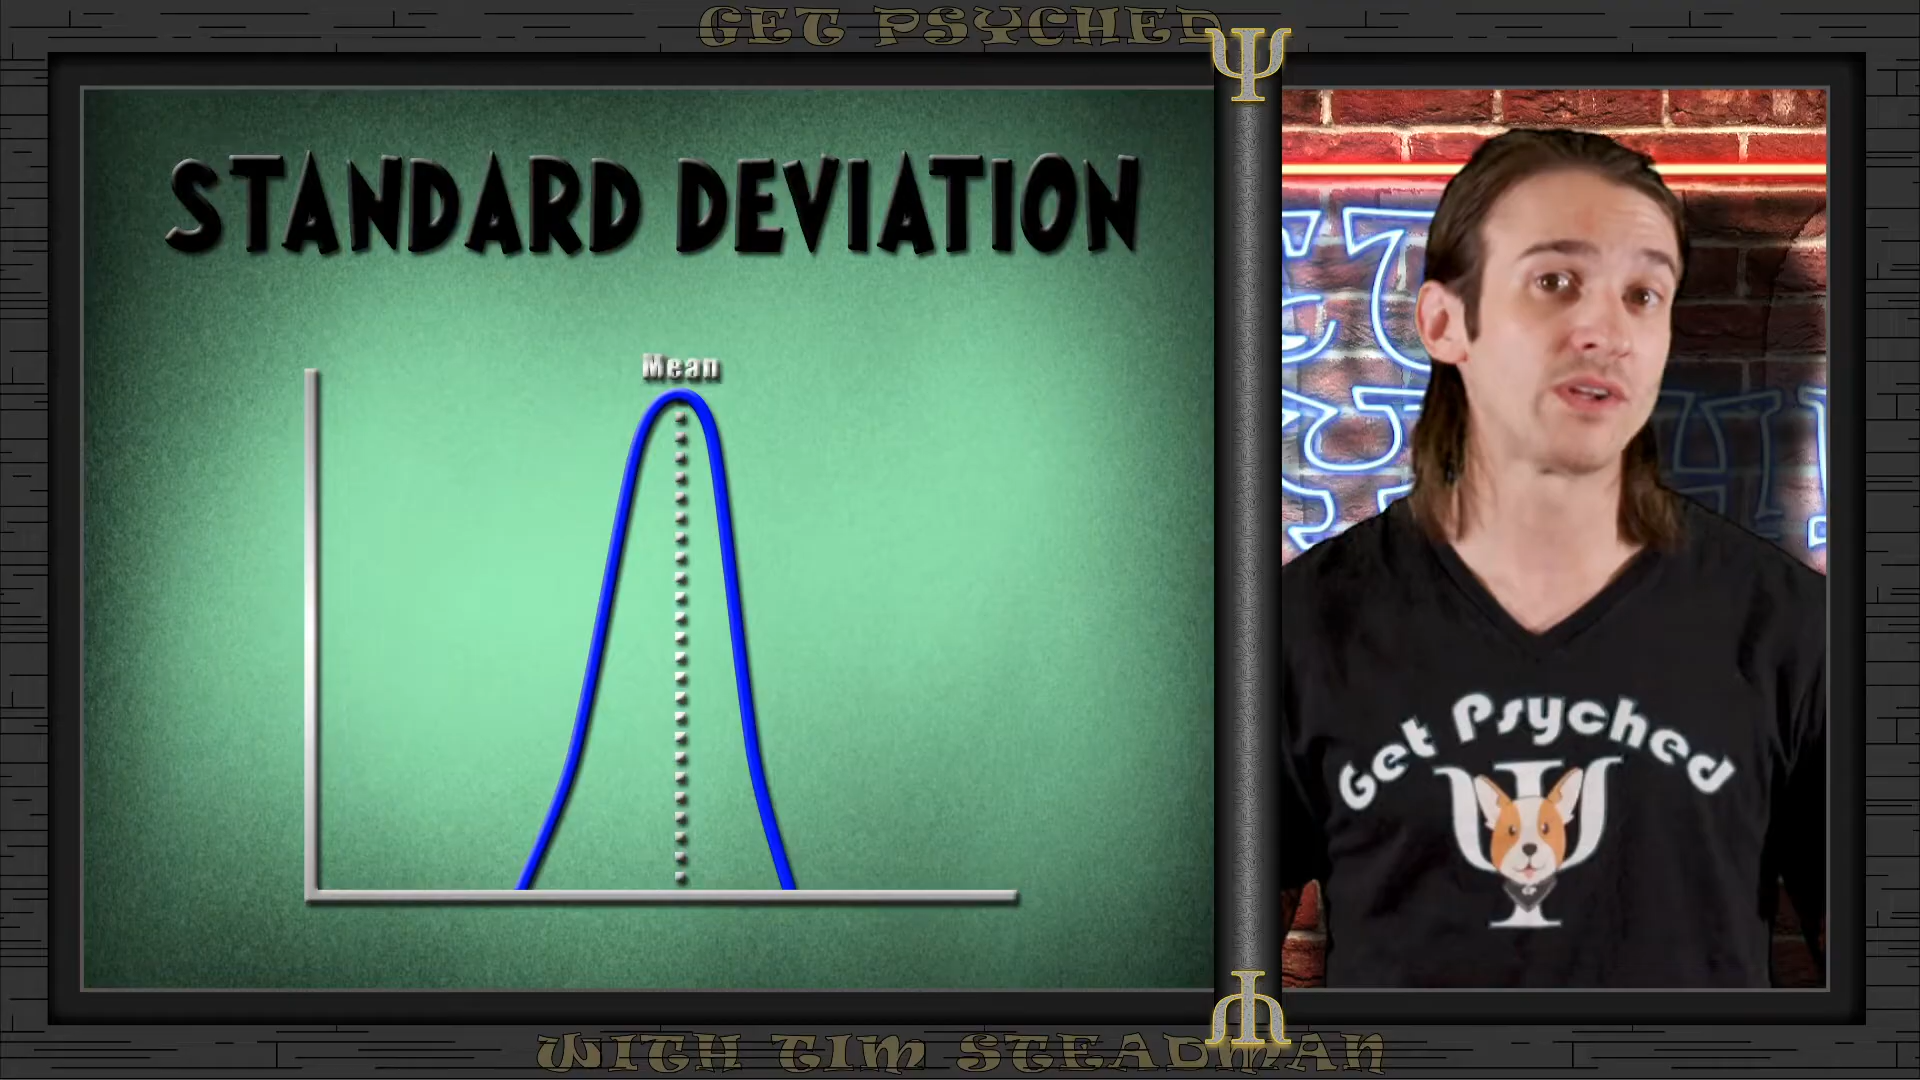 GET PSYCHED
STANDARD DEVIATION
Mean
Get Psyched
WITH TIM STEADMAN